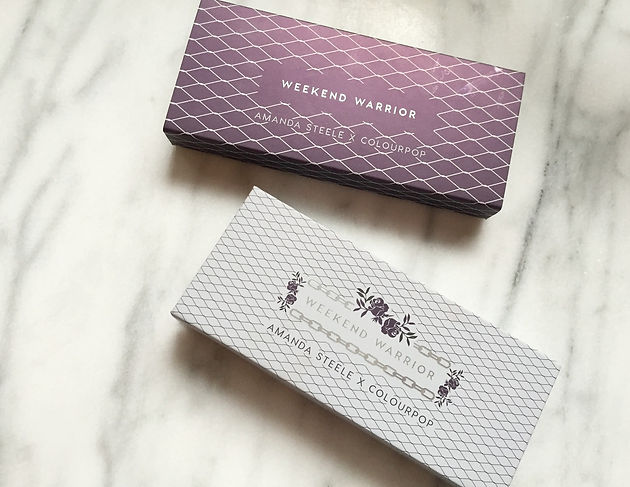 WEEKEND WARRIOR
AMANDA STEELE X COLOURPOP
WEEKEND WARRIOR
AMANDA STEELE X COLOURPOP